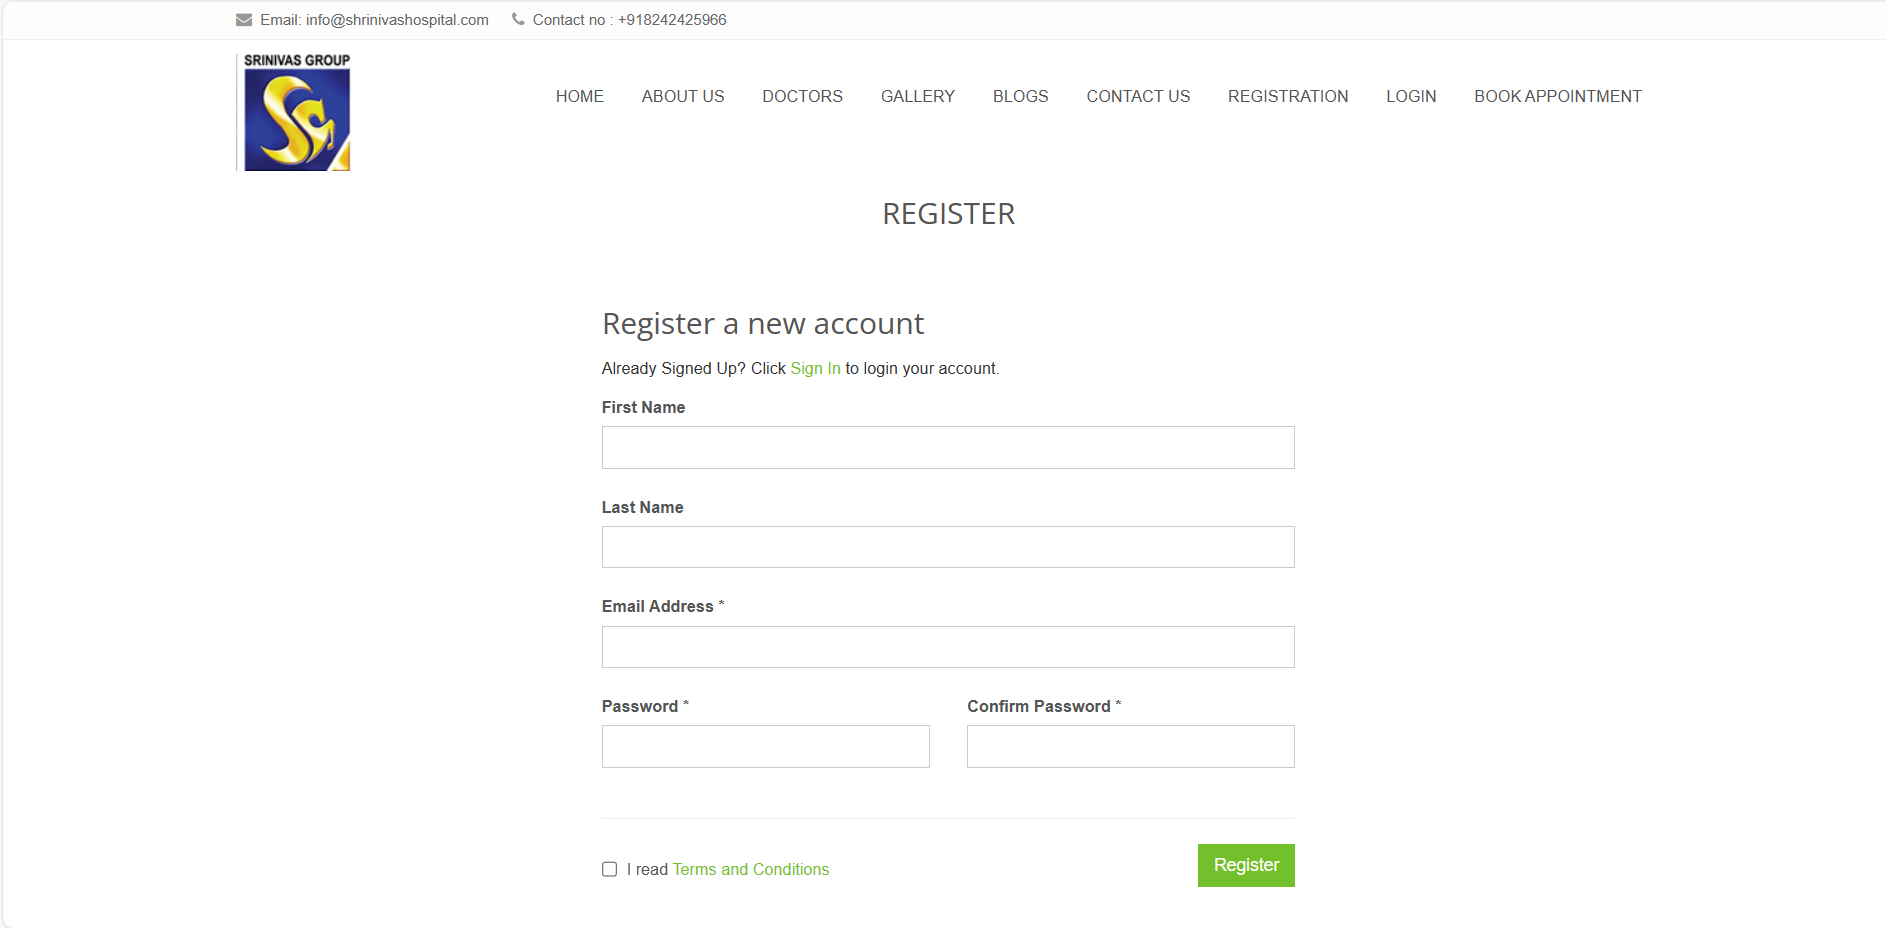 Email: info@shrinivashospital.com Contact no : +918242425966
SRINIVAS GROUP
HOME ABOUT US DOCTORS GALLERY BLOGS CONTACT US REGISTRATION LOGIN BOOK APPOINTMENT
REGISTER
Register a new account
Already Signed Up? Click Sign In to login your account.
First Name
Last Name
Email Address *
Password * Confirm Password *
I read Terms and Conditions Register